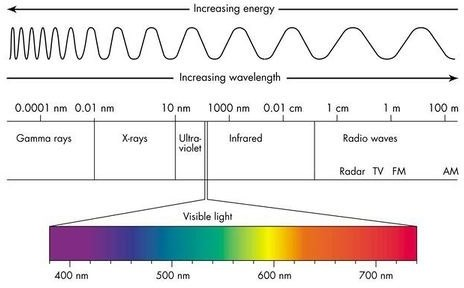 Increasing energy
Increasing wavelength
0.0001 nm 0.01 nm 10 nm 1000 nm 0.01 cm 1 cm 1 m 100 m
Gamma rays X-rays Ultra- Infrared Radio waves
violet
Radar TV FM AM
Visible light
400 nm 500 nm 600 nm 700 nm